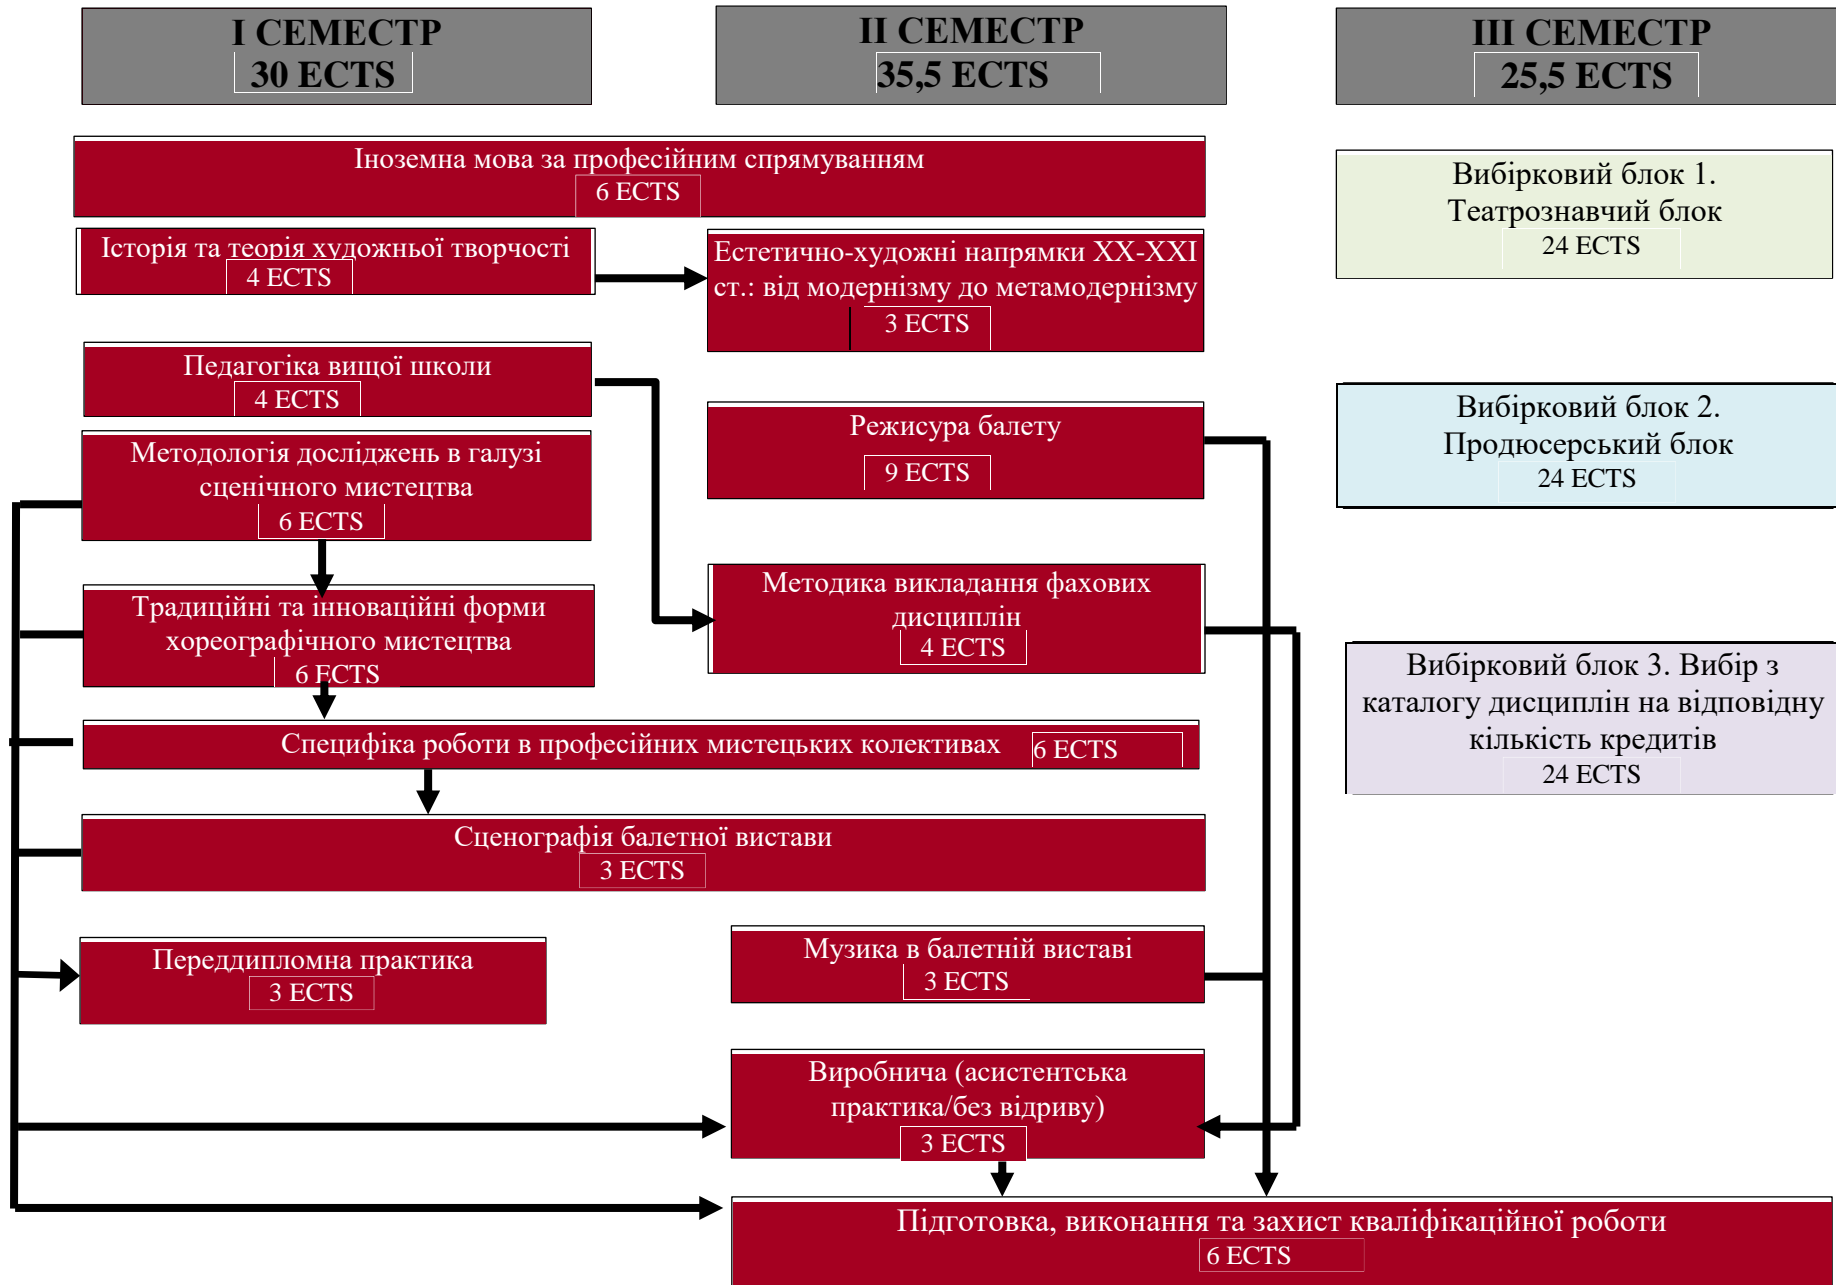 I СЕМЕСТР
30 ECTS
II СЕМЕСТР
35,5 ECTS
III СЕМЕСТР
25,5 ECTS
Іноземна мова за професійним спрямуванням
6 ECTS
Вибірковий блок 1.
Театрознавчий блок
24 ECTS
Історія та теорія художньої творчості
4 ECTS
Естетично-художні напрямки XX-XXI
ст.: від модернізму до метамодернізму
3 ECTS
Педагогіка вищої школи
4 ECTS
Режисура балету
9 ECTS
Вибірковий блок 2.
Продюсерський блок
24 ECTS
Методологія досліджень в галузі
сценічного мистецтва
6 ECTS
Методика викладання фахових
дисциплін
4 ECTS
Традиційні та інноваційні форми
хореографічного мистецтва
6 ECTS
Вибірковий блок 3. Вибір з
каталогу дисциплін на відповідну
кількість кредитів
24 ECTS
Специфіка роботи в професійних мистецьких колективах 6 ECTS
Сценографія балетної вистави
3 ECTS
Переддипломна практика
3 ECTS
Музика в балетній виставі
3 ECTS
Виробнича (асистентська
практика/без відриву)
3 ECTS
Підготовка, виконання та захист кваліфікаційної роботи
6 ECTS